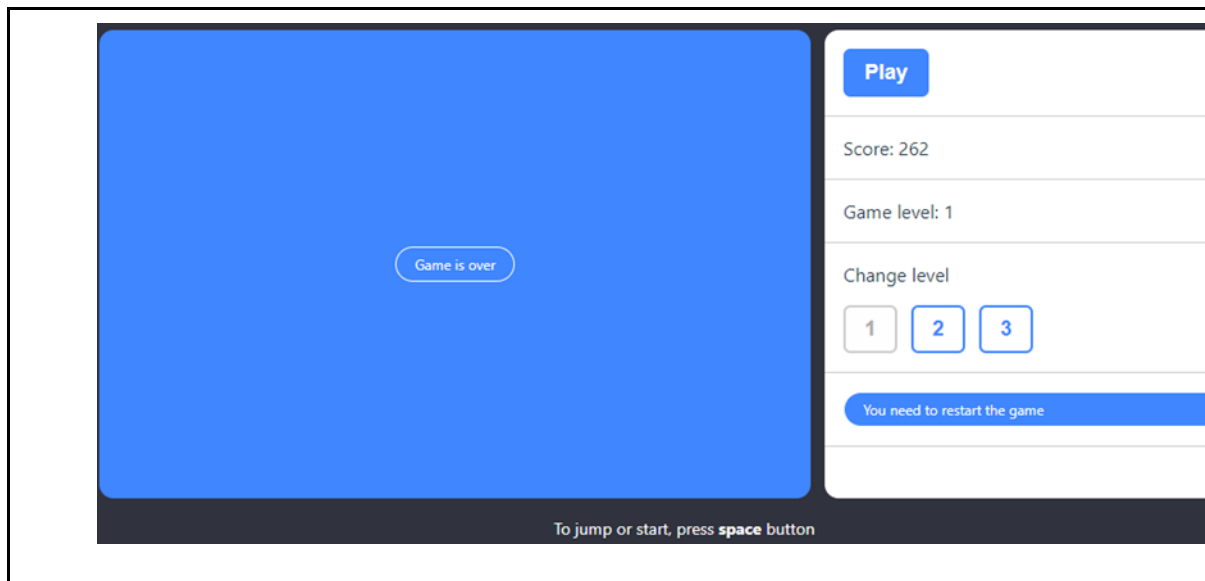 Play
Score: 262
Game level: 1
Game is over
Change level
1 2 3
You need to restart the game
To jump or start, press space button